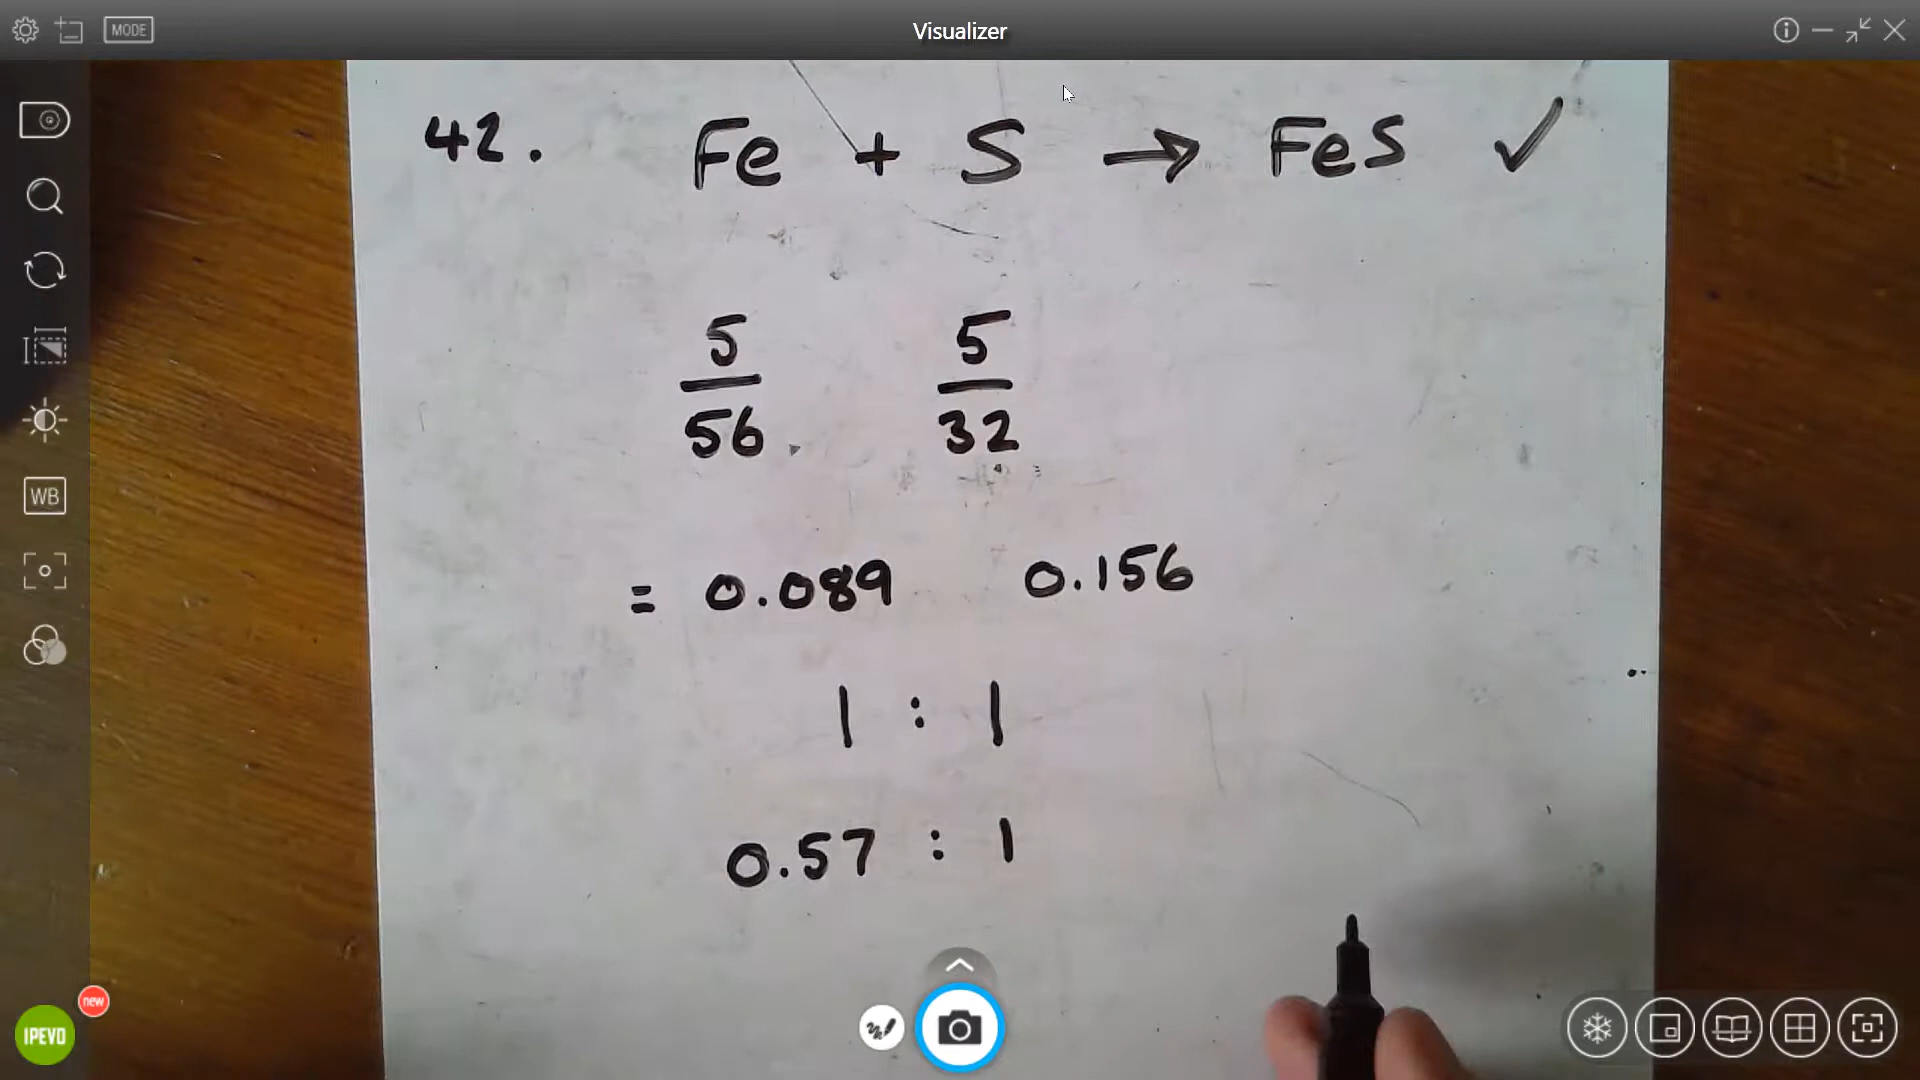 MODE
Visualizer
42. Fe + S → FeS ✓
5/56 5/32
= 0.089 0.156
1 : 1
0.57 : 1
WB
new
IPEVO